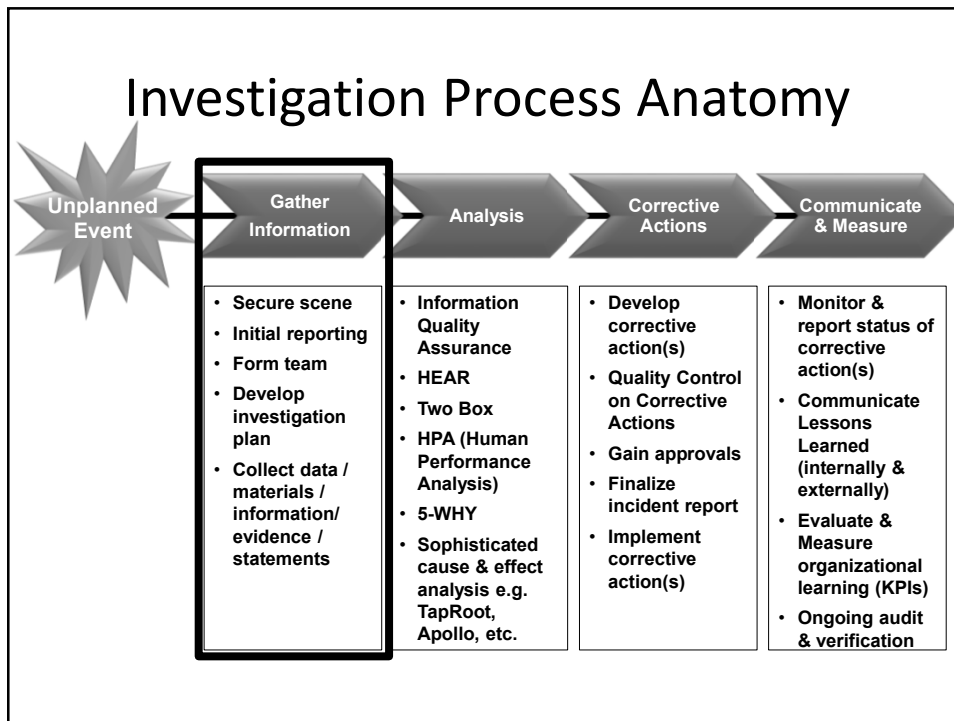 Investigation Process Anatomy
Unplanned
Event
Gather
Information
Analysis
Corrective
Actions
Communicate
& Measure
• Secure scene
• Initial reporting
• Form team
• Develop
investigation
plan
• Collect data /
materials /
information/
evidence /
statements
• Information
Quality
Assurance
• HEAR
• Two Box
• HPA (Human
Performance
Analysis)
• 5-WHY
• Sophisticated
cause & effect
analysis e.g.
TapRoot,
Apollo, etc.
• Develop
corrective
action(s)
• Quality Control
on Corrective
Actions
• Gain approvals
• Finalize
incident report
• Implement
corrective
action(s)
• Monitor &
report status of
corrective
action(s)
• Communicate
Lessons
Learned
(internally &
externally)
• Evaluate &
Measure
organizational
learning (KPIs)
• Ongoing audit
& verification